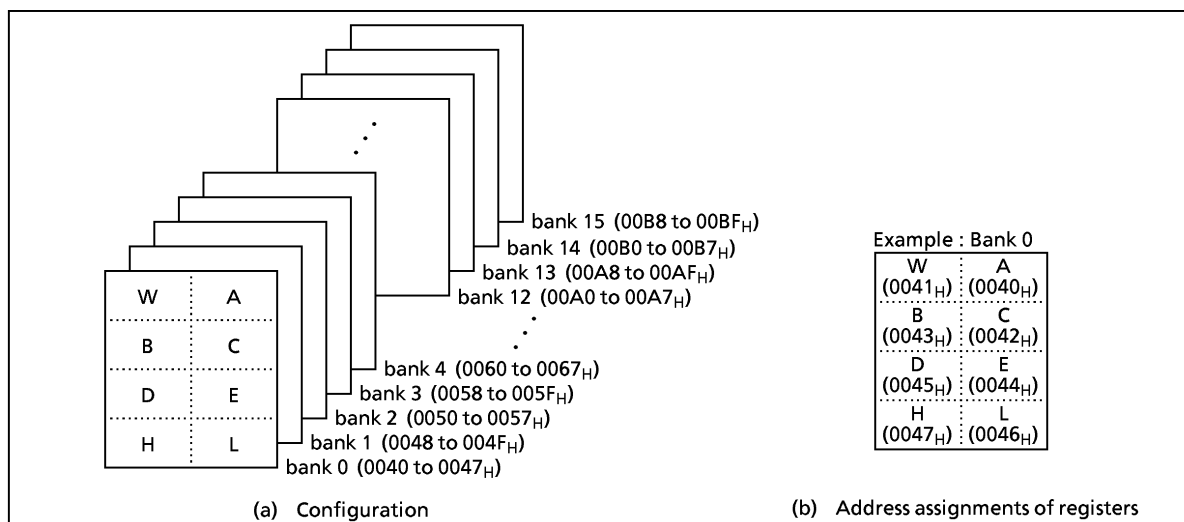 bank 15 (00B8 to 00BFH)
bank 14 (00B0 to 00B7H)
bank 13 (00A8 to 00AFH)
bank 12 (00A0 to 00A7H)
bank 4 (0060 to 0067H)
bank 3 (0058 to 005FH)
bank 2 (0050 to 0057H)
bank 1 (0048 to 004FH)
bank 0 (0040 to 0047H)
W A
B C
D E
H L
(a) Configuration
Example : Bank 0
W A
(0041H) (0040H)
B C
(0043H) (0042H)
D E
(0045H) (0044H)
H L
(0047H) (0046H)
(b) Address assignments of registers